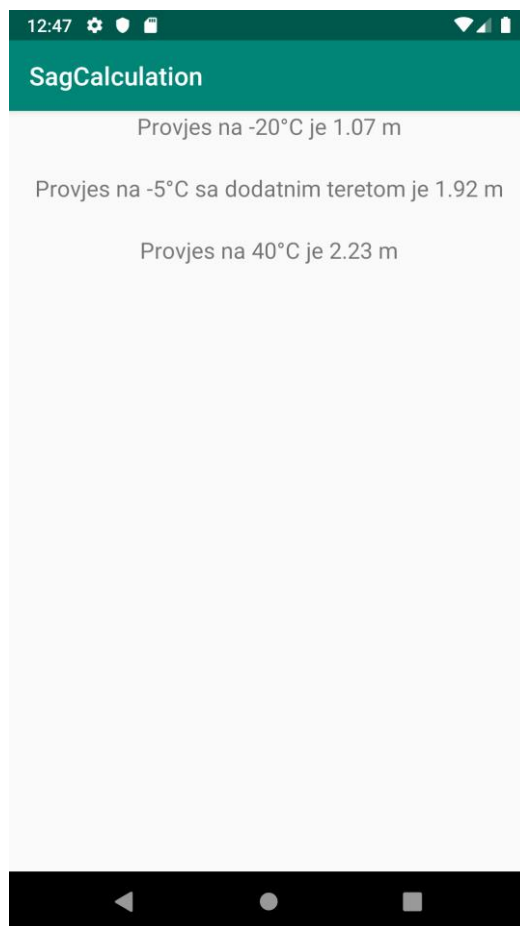 12:47
SagCalculation
Provjes na -20°C je 1.07 m
Provjes na -5°C sa dodatnim teretom je 1.92 m
Provjes na 40°C je 2.23 m